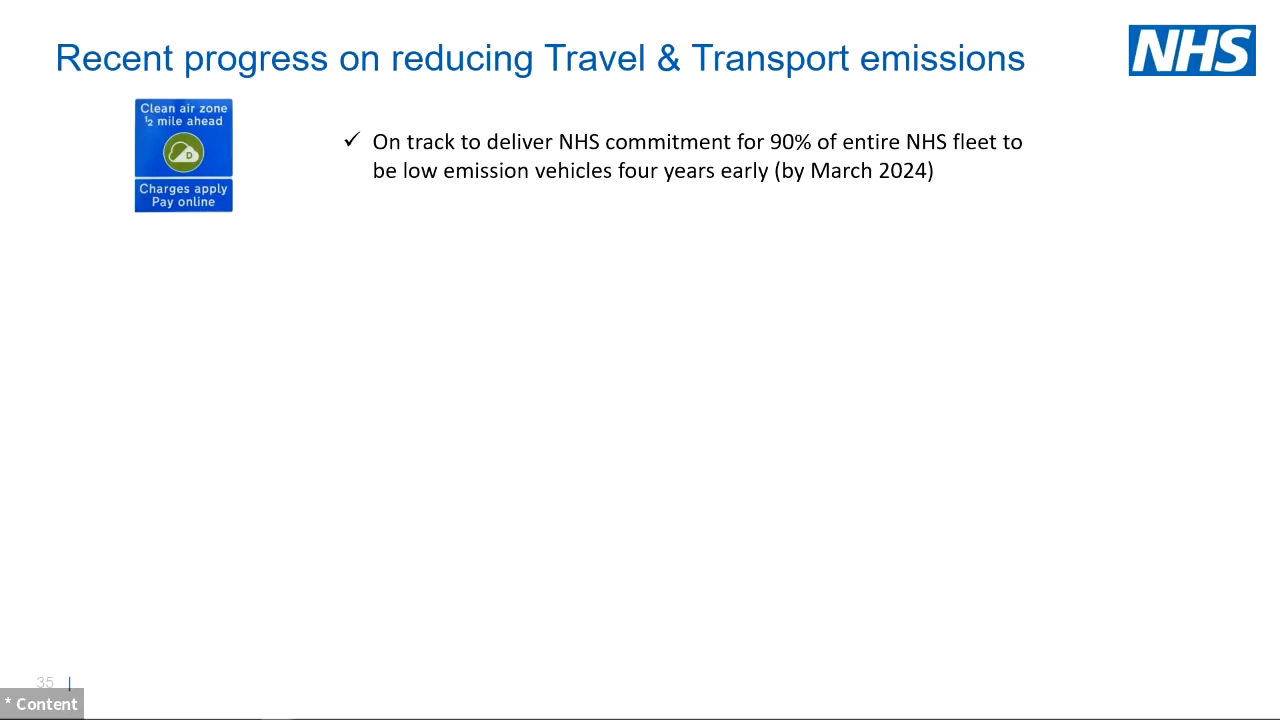 Recent progress on reducing Travel & Transport emissions
NHS
Clean air zone
½ mile ahead
D
Charges apply
Pay online
✓ On track to deliver NHS commitment for 90% of entire NHS fleet to
be low emission vehicles four years early (by March 2024)
35 |
* Content